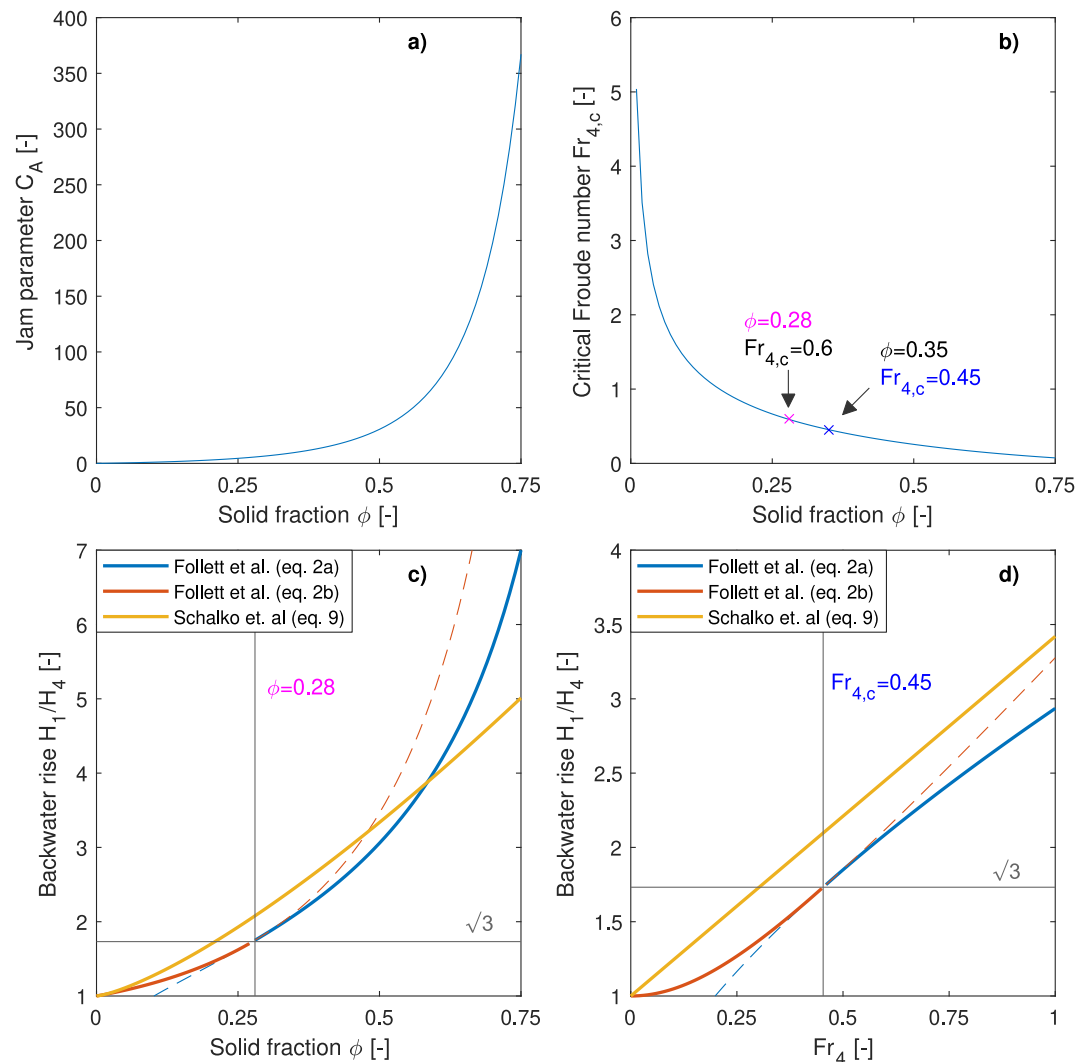 a)
400
350
300
250
200
150
100
50
0
Jam parameter C_A [-]
0 0.25 0.5 0.75
Solid fraction ϕ [-]
b)
6
5
4
3
2
1
0
Critical Froude number Fr_4,c [-]
ϕ=0.28
Fr_4,c=0.6
ϕ=0.35
Fr_4,c=0.45
0 0.25 0.5 0.75
Solid fraction ϕ [-]
Follett et al. (eq. 2a)
Follett et al. (eq. 2b)
Schalko et. al (eq. 9)
c)
7
6
5
4
3
2
1
Backwater rise H_1/H_4 [-]
ϕ=0.28
√3
0 0.25 0.5 0.75
Solid fraction ϕ [-]
Follett et al. (eq. 2a)
Follett et al. (eq. 2b)
Schalko et. al (eq. 9)
d)
4
3.5
3
2.5
2
1.5
1
Backwater rise H_1/H_4 [-]
Fr_4,c=0.45
√3
0 0.25 0.5 0.75 1
Fr_4 [-]